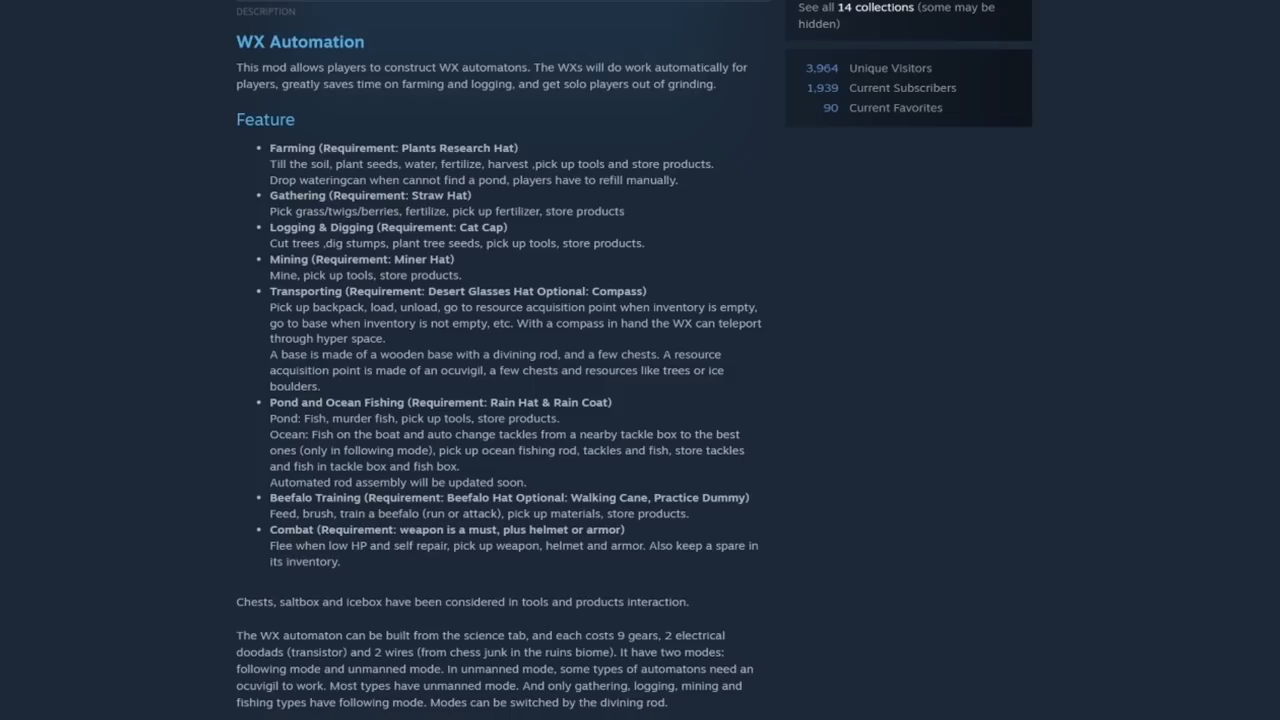 DESCRIPTION
WX Automation
This mod allows players to construct WX automatons. The WXs will do work automatically for
players, greatly saves time on farming and logging, and get solo players out of grinding.
Feature
• Farming (Requirement: Plants Research Hat)
Till the soil, plant seeds, water, fertilize, harvest ,pick up tools and store products.
Drop wateringcan when cannot find a pond, players have to refill manually.
• Gathering (Requirement: Straw Hat)
Pick grass/twigs/berries, fertilize, pick up fertilizer, store products
• Logging & Digging (Requirement: Cat Cap)
Cut trees ,dig stumps, plant tree seeds, pick up tools, store products.
• Mining (Requirement: Miner Hat)
Mine, pick up tools, store products.
• Transporting (Requirement: Desert Glasses Hat Optional: Compass)
Pick up backpack, load, unload, go to resource acquisition point when inventory is empty,
go to base when inventory is not empty, etc. With a compass in hand the WX can teleport
through hyper space.
A base is made of a wooden base with a divining rod, and a few chests. A resource
acquisition point is made of an ocuvigil, a few chests and resources like trees or ice
boulders.
• Pond and Ocean Fishing (Requirement: Rain Hat & Rain Coat)
Pond: Fish, murder fish, pick up tools, store products.
Ocean: Fish on the boat and auto change tackles from a nearby tackle box to the best
ones (only in following mode), pick up ocean fishing rod, tackles and fish, store tackles
and fish in tackle box and fish box.
Automated rod assembly will be updated soon.
• Beefalo Training (Requirement: Beefalo Hat Optional: Walking Cane, Practice Dummy)
Feed, brush, train a beefalo (run or attack), pick up materials, store products.
• Combat (Requirement: weapon is a must, plus helmet or armor)
Flee when low HP and self repair, pick up weapon, helmet and armor. Also keep a spare in
its inventory.
Chests, saltbox and icebox have been considered in tools and products interaction.
The WX automaton can be built from the science tab, and each costs 9 gears, 2 electrical
doodads (transistor) and 2 wires (from chess junk in the ruins biome). It have two modes:
following mode and unmanned mode. In unmanned mode, some types of automatons need an
ocuvigil to work. Most types have unmanned mode. And only gathering, logging, mining and
fishing types have following mode. Modes can be switched by the divining rod.
See all 14 collections (some may be
hidden)
3,964 Unique Visitors
1,939 Current Subscribers
90 Current Favorites